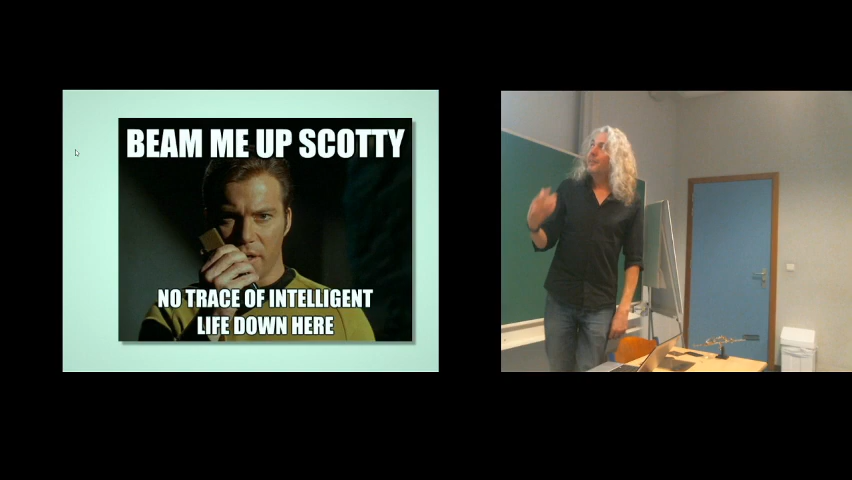 BEAM ME UP SCOTTY
NO TRACE OF INTELLIGENT
LIFE DOWN HERE